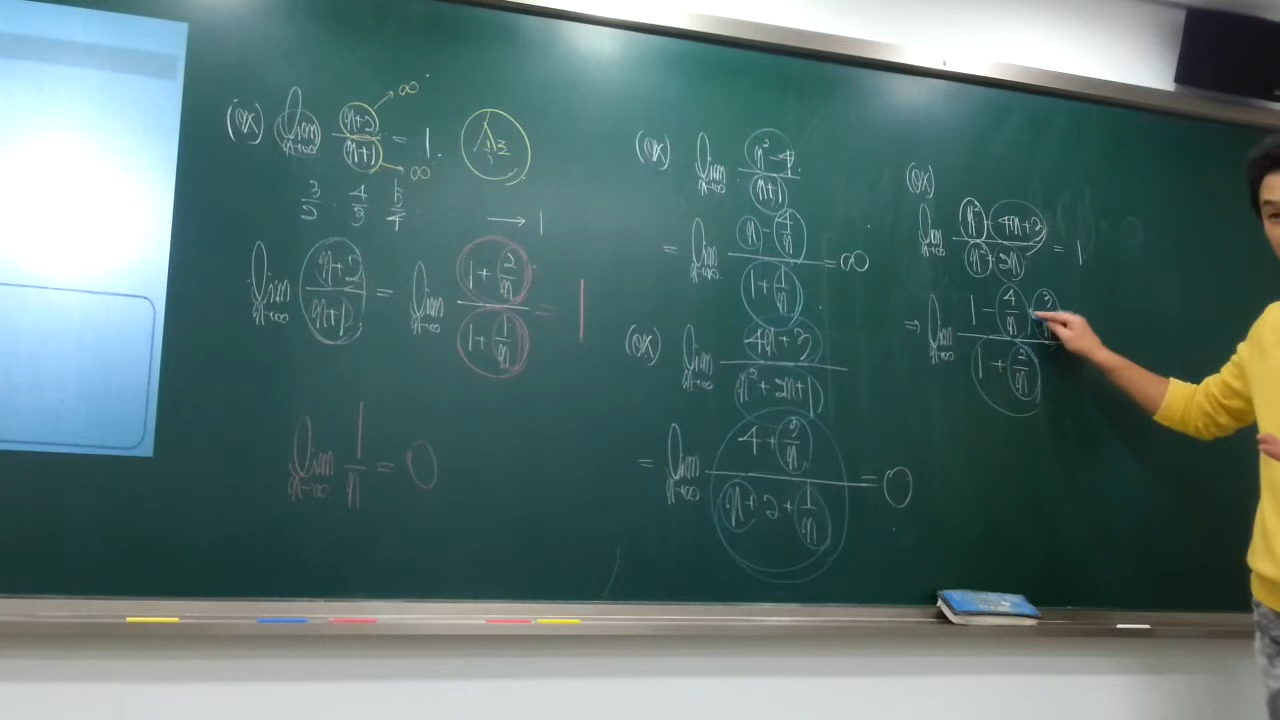 (ex) lim n→∞ (n+2)/(n+1) = 1.
→ ∞
→ ∞
3/2 4/3 5/4 → 1
lim n→∞ (n+2)/(n+1) = lim n→∞ (1 + 2/n)/(1 + 1/n) = 1
lim n→∞ 1/n = 0
(ex) lim n→∞ (n² - 4)/(n+1)
= lim n→∞ (n - 4/n)/(1 + 1/n) = ∞
(ex) lim n→∞ (4n + 3)/(n² + 2n + 1)
= lim n→∞ (4 + 3/n)/(n + 2 + 1/n) = 0
(ex)
lim n→∞ (n² - 4n + 3)/(n² + 2n) = 1
⇒ lim n→∞ 1 - 4/n
1 + 2/n